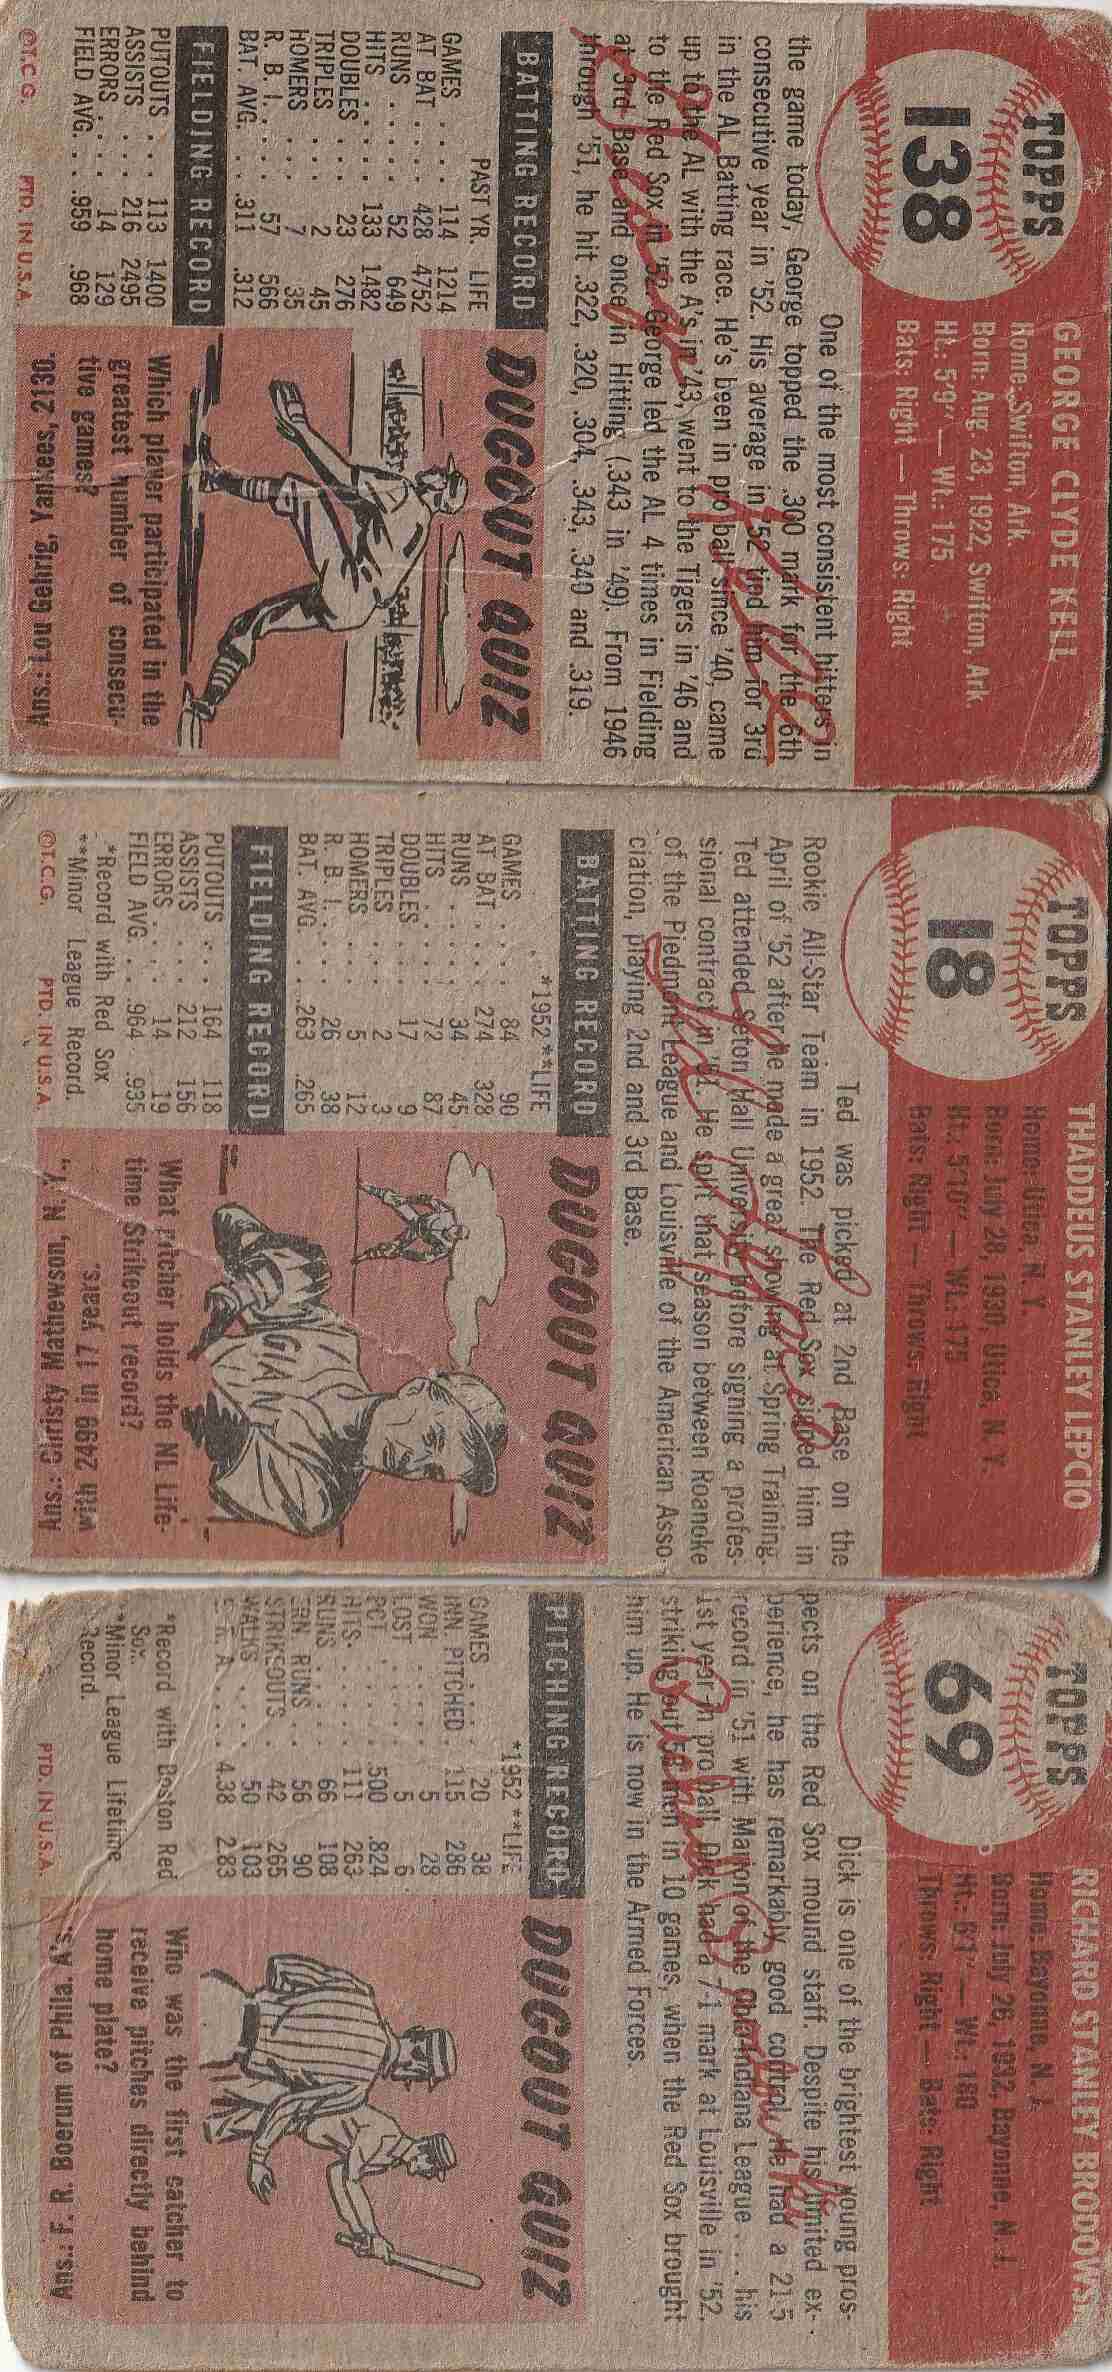 TOPPS
138
GEORGE CLYDE KELL
Home: Swifton, Ark.
Born: Aug. 23, 1922, Swifton, Ark.
Ht.: 5'9" — Wt.: 175
Bats: Right — Throws: Right
One of the most consistent hitters in
the game today, George topped the .300 mark for the 6th
consecutive year in '52. His average in '52 tied him for 3rd
in the AL Batting race. He's been in pro ball since '40, came
up to the AL with the A's in '43, went to the Tigers in '46 and
to the Red Sox in '52. George led the AL 4 times in Fielding
at 3rd Base and once in Hitting (.343 in '49). From 1946
through '51, he hit .322, .320, .304, .343, .340 and .319.
George Kell
BATTING RECORD
PAST YR. LIFE
GAMES .... 114 1214
AT BAT .... 428 4752
RUNS ..... 52 649
HITS ..... 133 1482
DOUBLES .... 23 276
TRIPLES .... 2 45
HOMERS .... 7 35
R. B. I. .... 57 566
BAT. AVG. ... .311 .312
FIELDING RECORD
PUTOUTS ... 113 1400
ASSISTS ... 216 2495
ERRORS .... 14 129
FIELD AVG. .. .959 .968
©T.C.G. PTD. IN U.S.A.
DUGOUT QUIZ
Which player participated in the
greatest number of consecu-
tive games?
Ans.: Lou Gehrig, Yankees, 2130.
TOPPS
18
THADDEUS STANLEY LEPCIO
Home: Utica, N. Y.
Born: July 28, 1930, Utica, N. Y.
Ht.: 5'10" — Wt.: 175
Bats: Right — Throws: Right
Ted was picked at 2nd Base on the
Rookie All-Star Team in 1952. The Red Sox signed him in
April of '52 after he made a great showing at Spring Training.
Ted attended Seton Hall University before signing a profes-
sional contract in '51. He split that season between Roanoke
of the Piedmont League and Louisville of the American Asso-
ciation, playing 2nd and 3rd Base.
Ted Lepcio
BATTING RECORD
*1952 **LIFE
GAMES .... 84 90
AT BAT .... 274 328
RUNS ..... 34 45
HITS ..... 72 87
DOUBLES .... 17 9
TRIPLES .... 2 3
HOMERS .... 5 12
R. B. I. .... 26 38
BAT. AVG. ... .263 .265
FIELDING RECORD
PUTOUTS .. 164 118
ASSISTS ... 212 156
ERRORS .... 14 19
FIELD AVG. .. .964 .935
*Record with Red Sox
**Minor League Record.
©T.C.G. PTD. IN U.S.A.
DUGOUT QUIZ
GIAN
What pitcher holds the NL Life-
time Strikeout record?
Ans.: Christy Mathewson, N. Y.,
with 2499 in 17 years.
TOPPS
69
RICHARD STANLEY BRODOWSK
Home: Bayonne, N. J.
Born: July 26, 1932, Bayonne, N. J.
Ht.: 6'1" — Wt.: 180
Throws: Right — Bats: Right
Dick is one of the brightest young pros-
pects on the Red Sox mound staff. Despite his limited ex-
perience, he has remarkably good control. He had a 21-5
record in '51 with Marion of the Ohio-Indiana League ... his
1st year in pro ball. Dick had a 7-1 mark at Louisville in '52,
striking out 58 men in 10 games, when the Red Sox brought
him up. He is now in the Armed Forces.
PITCHING RECORD
*1952 **LIFE
GAMES .... 20 38
INN. PITCHED . 115 286
WON ..... 5 28
LOST ..... 5 6
PCT. ..... .500 .824
HITS. .... 111 263
RUNS ..... 66 108
ERN RUNS ... 56 90
STRIKEOUTS .. 42 265
WALKS .... 50 103
E. R. A. .... 4.38 2.83
*Record with Boston Red
Sox.
**Minor League Lifetime
Record.
PTD. IN U.S.A.
DUGOUT QUIZ
Who was the first catcher to
receive pitches directly behind
home plate?
Ans.: F. R. Boerum of Phila. A's.